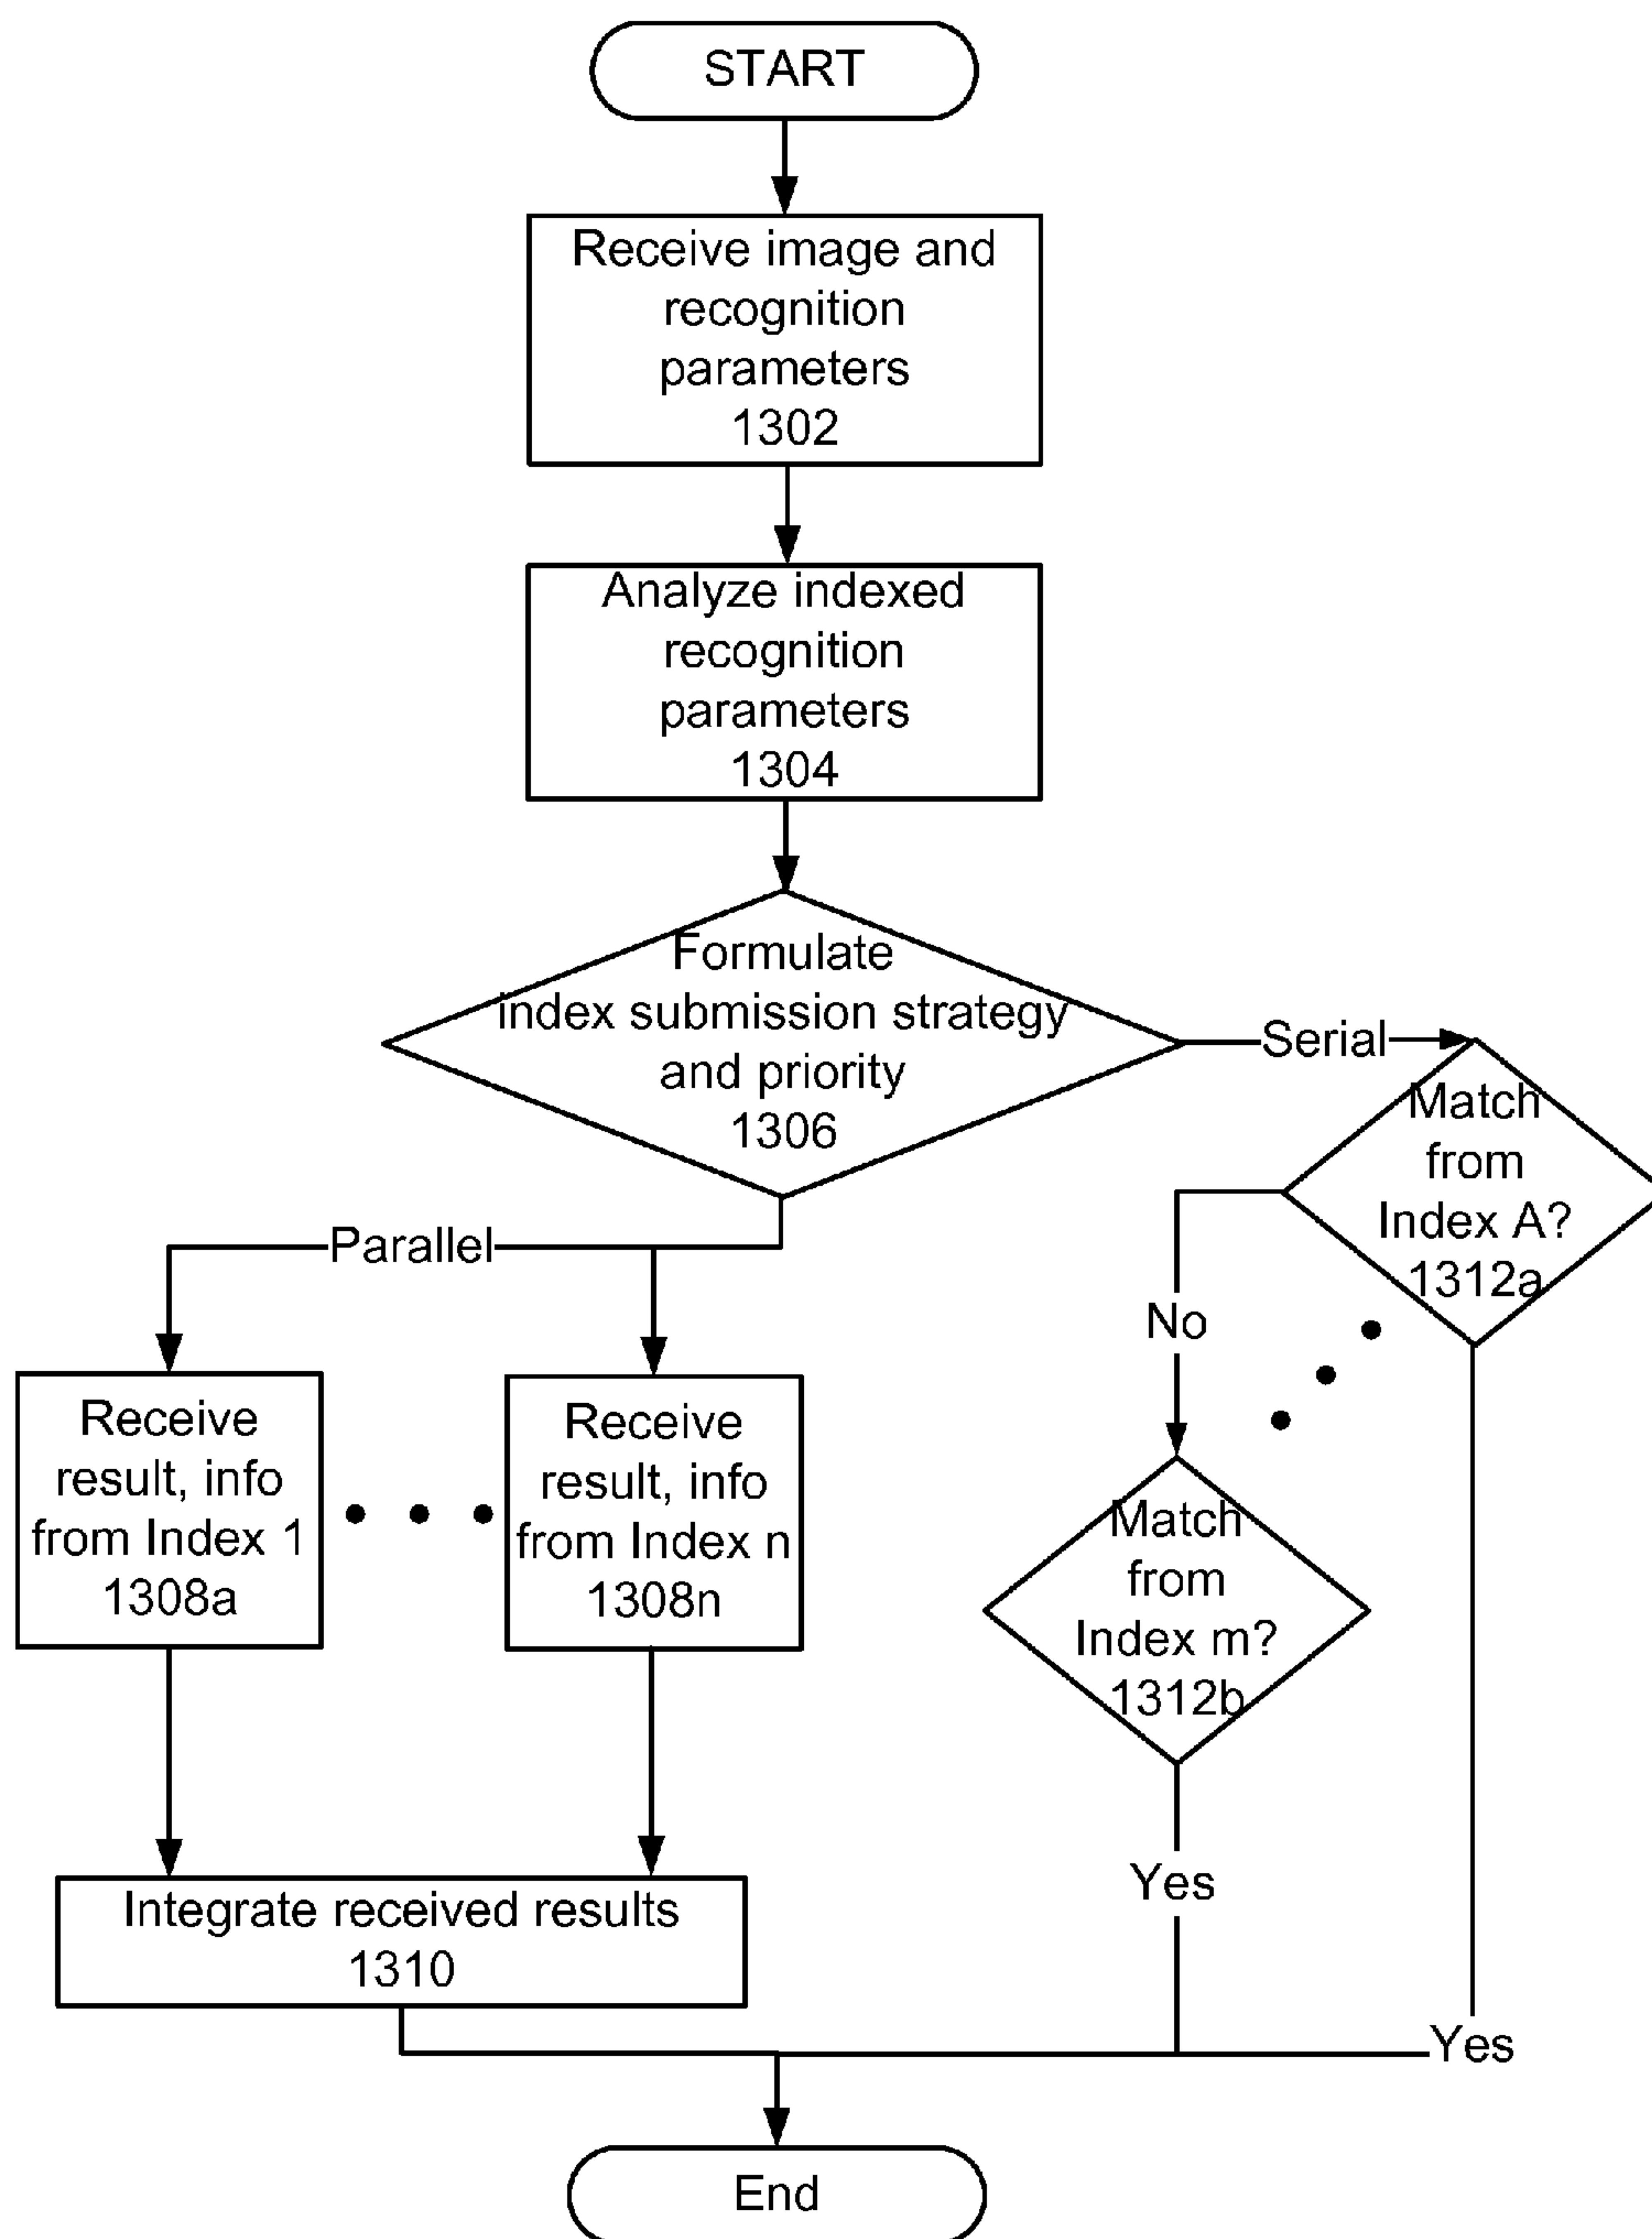 START
Receive image and
recognition
parameters
1302
Analyze indexed
recognition
parameters
1304
Formulate
index submission strategy
and priority
1306
Serial
Match
from
Index A?
1312a
Parallel
No
Receive
result, info
from Index 1
1308a
Receive
result, info
from Index n
1308n
Match
from
Index m?
1312b
Yes
Integrate received results
1310
Yes
End